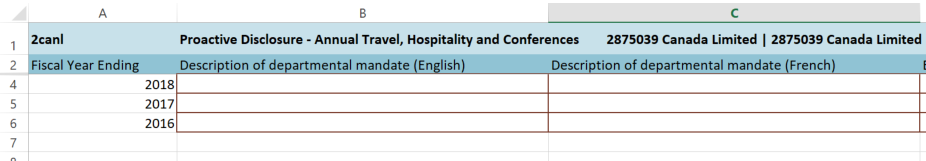 A B C
1 2canl Proactive Disclosure - Annual Travel, Hospitality and Conferences 2875039 Canada Limited | 2875039 Canada Limited
2 Fiscal Year Ending Description of departmental mandate (English) Description of departmental mandate (French)
4 2018
5 2017
6 2016
7